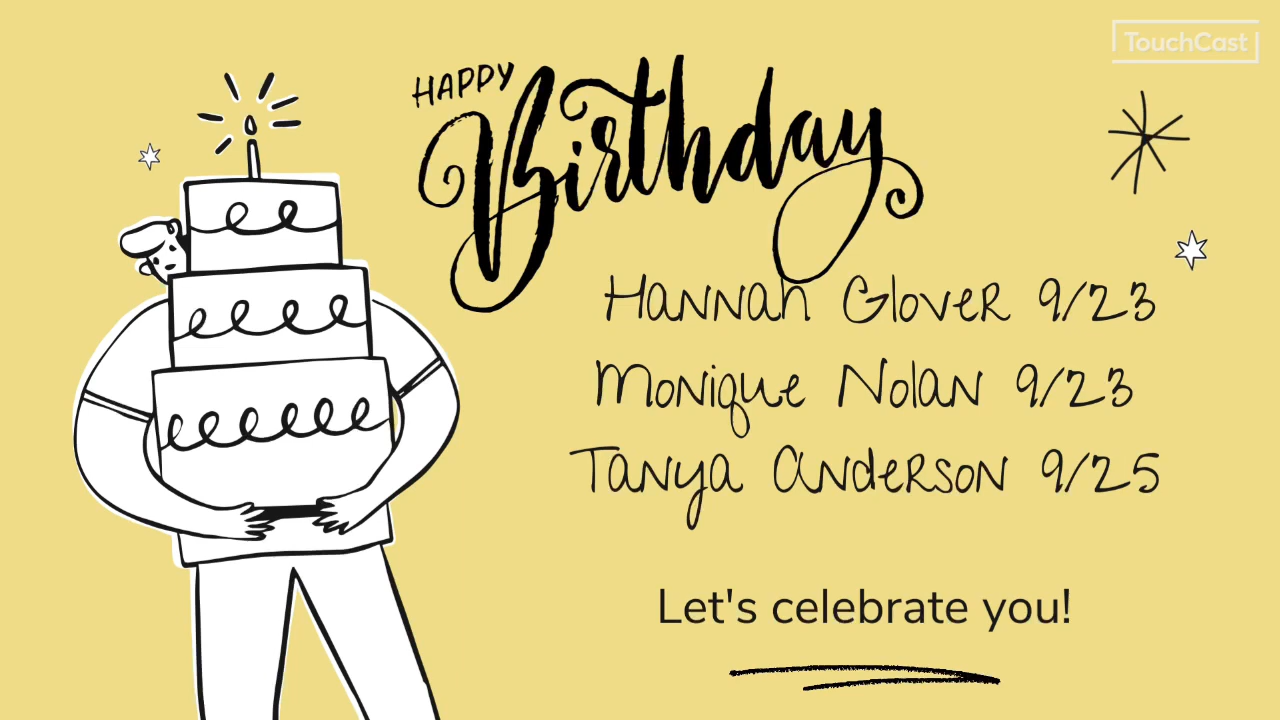 TouchCast
HAPPY
Birthday
Hannah Glover 9/23
Monique Nolan 9/23
Tanya Anderson 9/25
Let's celebrate you!